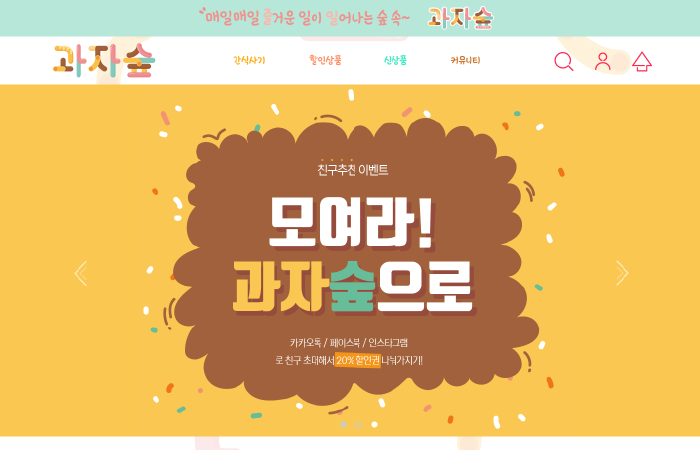 매일매일 즐거운 일이 일어나는 숲 속~ 과자숲
과자숲 간식사기 할인상품 신상품 커뮤니티
친구추천 이벤트
모여라!
과자숲으로
카카오톡 / 페이스북 / 인스타그램
로 친구 초대해서 20% 할인권 나눠가지기!